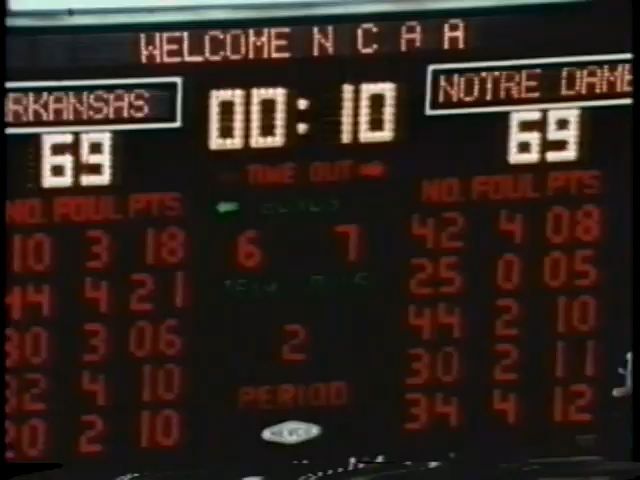 WELCOME N C A A
RKANSAS 00:10 NOTRE DAME
69 69
TIME OUT
NO. FOUL PTS NO. FOUL PTS
BONUS
10 3 18 6 7 42 4 08
44 4 21 25 0 05
30 3 06 2 44 2 10
32 4 10 30 2 11
PERIOD
20 2 10 34 4 12